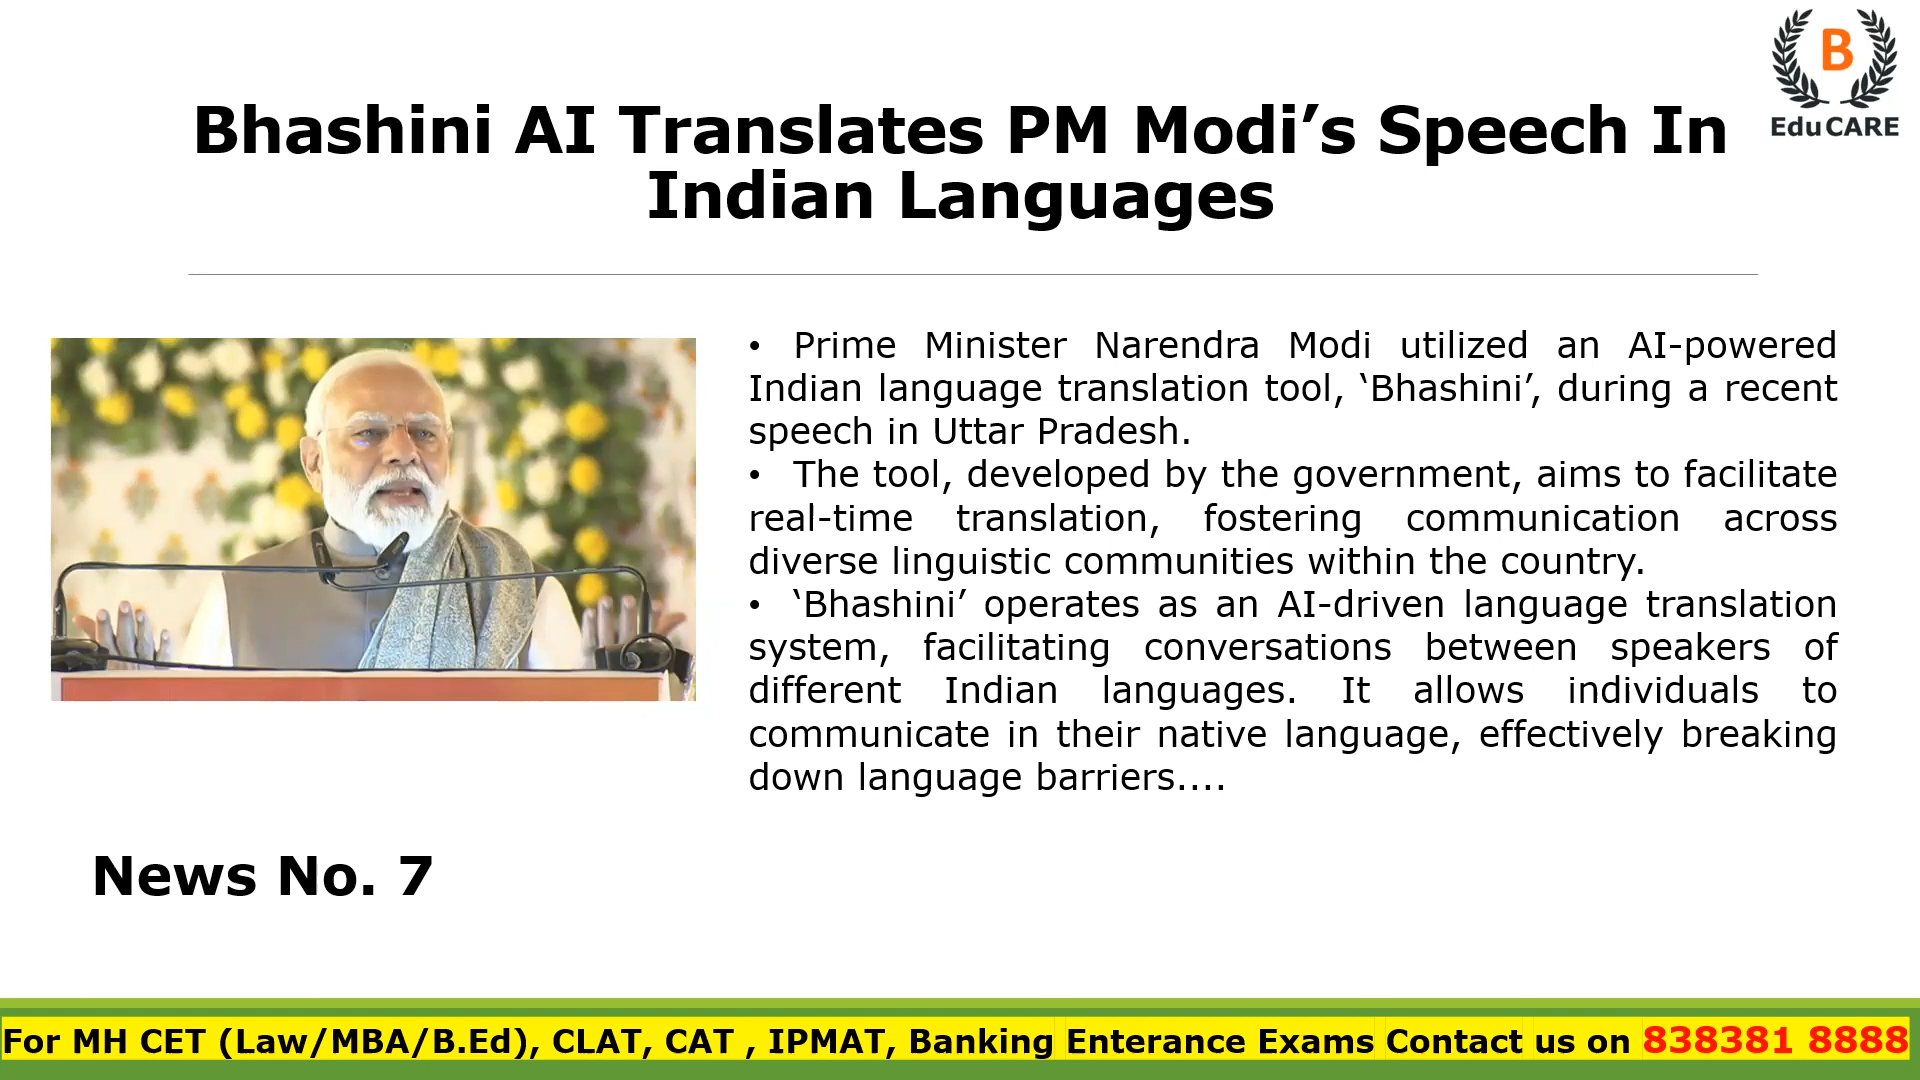 B
EduCARE
Bhashini AI Translates PM Modi’s Speech In
Indian Languages
• Prime Minister Narendra Modi utilized an AI-powered
Indian language translation tool, ‘Bhashini’, during a recent
speech in Uttar Pradesh.
• The tool, developed by the government, aims to facilitate
real-time translation, fostering communication across
diverse linguistic communities within the country.
• ‘Bhashini’ operates as an AI-driven language translation
system, facilitating conversations between speakers of
different Indian languages. It allows individuals to
communicate in their native language, effectively breaking
down language barriers....
News No. 7
For MH CET (Law/MBA/B.Ed), CLAT, CAT , IPMAT, Banking Enterance Exams Contact us on 838381 8888